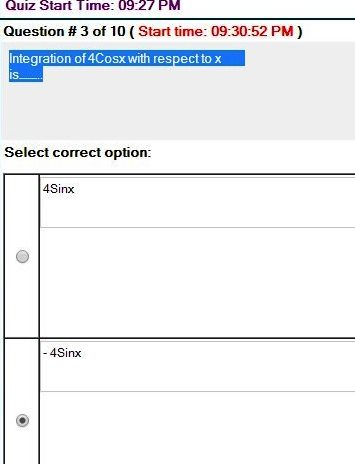 Quiz Start Time: 09:27 PM
Question # 3 of 10 ( Start time: 09:30:52 PM )
Integration of 4Cosx with respect to x
is......
Select correct option:
4Sinx
- 4Sinx